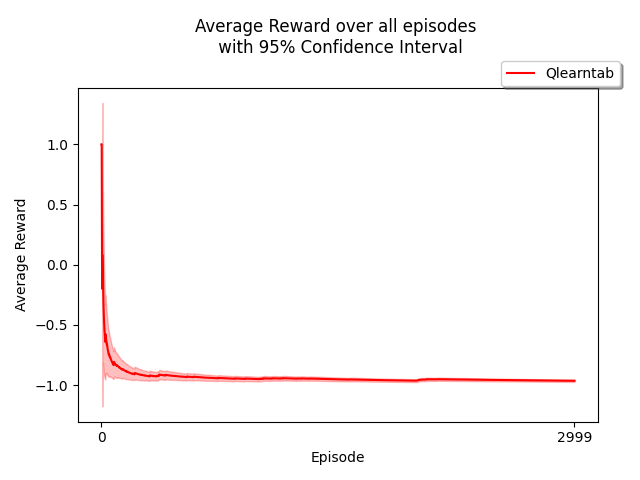 Average Reward over all episodes
with 95% Confidence Interval
Qlearntab
1.0
0.5
0.0
−0.5
−1.0
Average Reward
0
2999
Episode